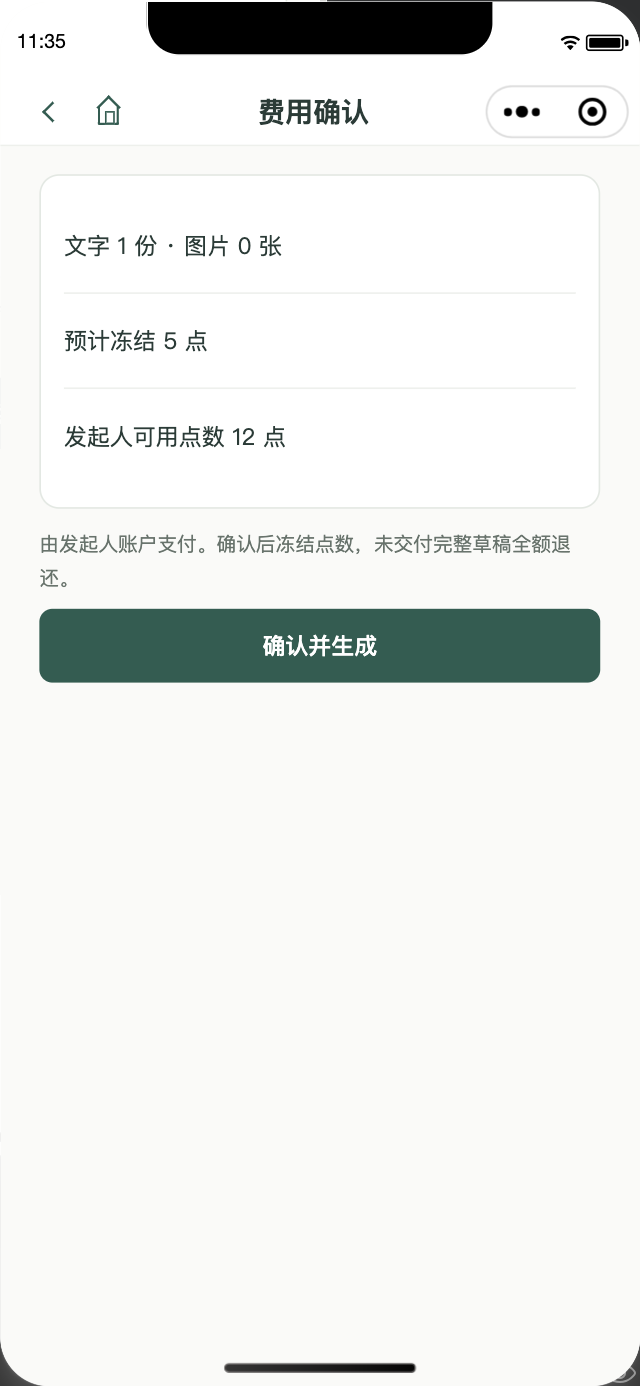 11:35
费用确认
文字 1 份 · 图片 0 张
预计冻结 5 点
发起人可用点数 12 点
由发起人账户支付。确认后冻结点数，未交付完整草稿全额退
还。
确认并生成